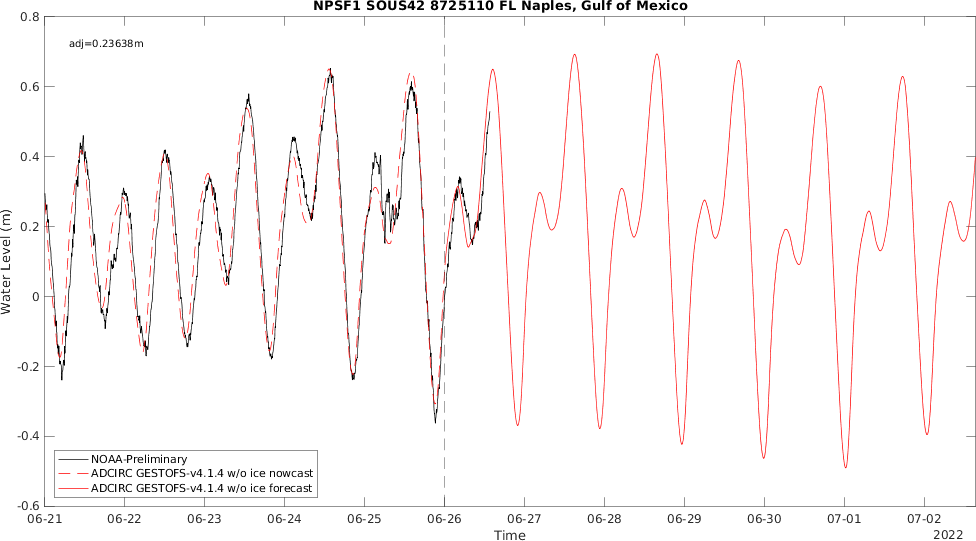 NPSF1 SOUS42 8725110 FL Naples, Gulf of Mexico
adj=0.23638m
Water Level (m)
0.8
0.6
0.4
0.2
0
-0.2
-0.4
-0.6
NOAA-Preliminary
ADCIRC GESTOFS-v4.1.4 w/o ice nowcast
ADCIRC GESTOFS-v4.1.4 w/o ice forecast
06-21 06-22 06-23 06-24 06-25 06-26 06-27 06-28 06-29 06-30 07-01 07-02
Time
2022